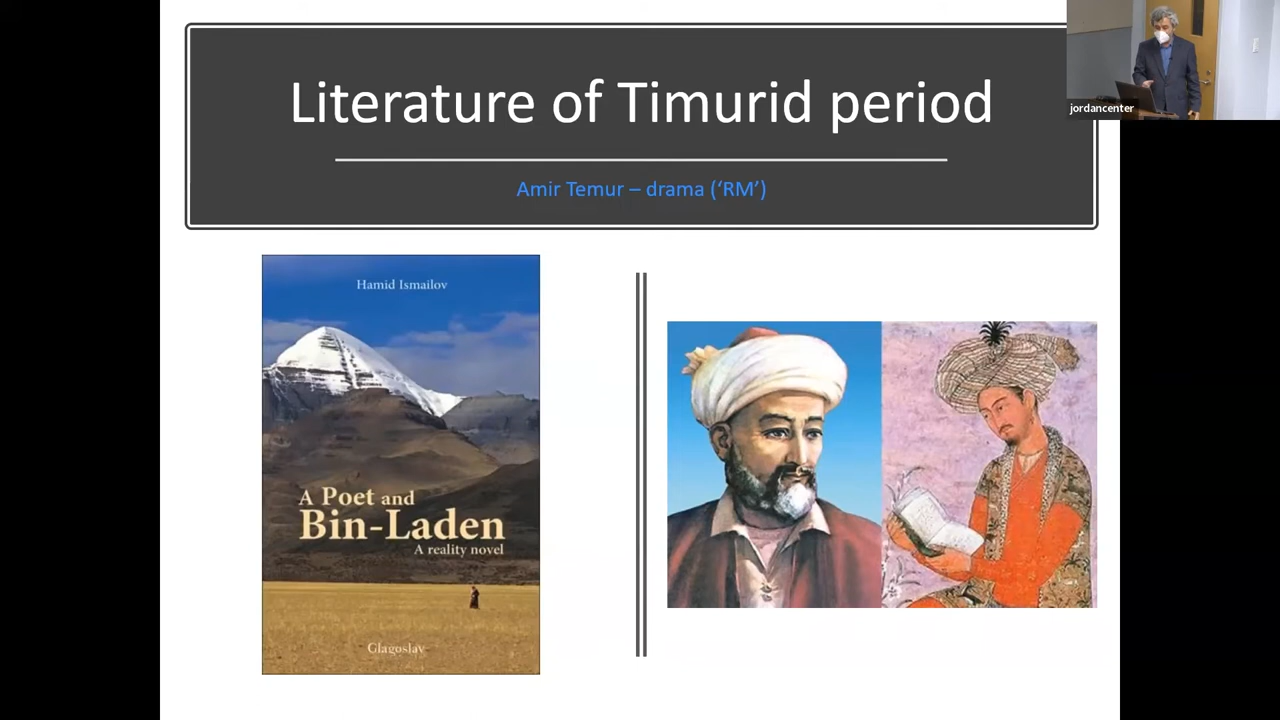 Literature of Timurid period
Amir Temur – drama (‘RM’)
jordancenter
Hamid Ismailov
A Poet and
Bin-Laden
A reality novel
Glagoslav